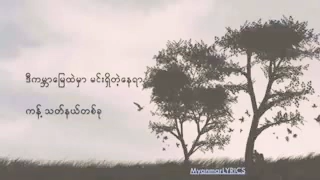 ဒီကမ္ဘာမြေထဲမှာ မင်းရှိတဲ့နေရာ
ကန့် သတ်နယ်တစ်ခု
MyanmarLYRICS